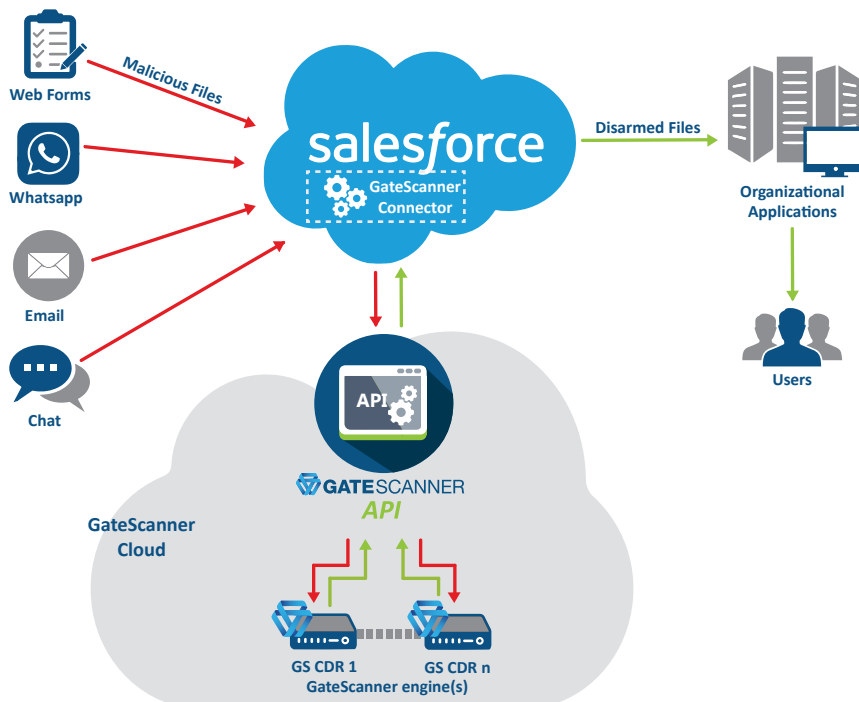 Web Forms
Malicious Files
Whatsapp
Email
Chat
salesforce
GateScanner
Connector
Disarmed Files
Organizational
Applications
Users
API
GATESCANNER
API
GateScanner
Cloud
GS CDR 1
GS CDR n
GateScanner engine(s)